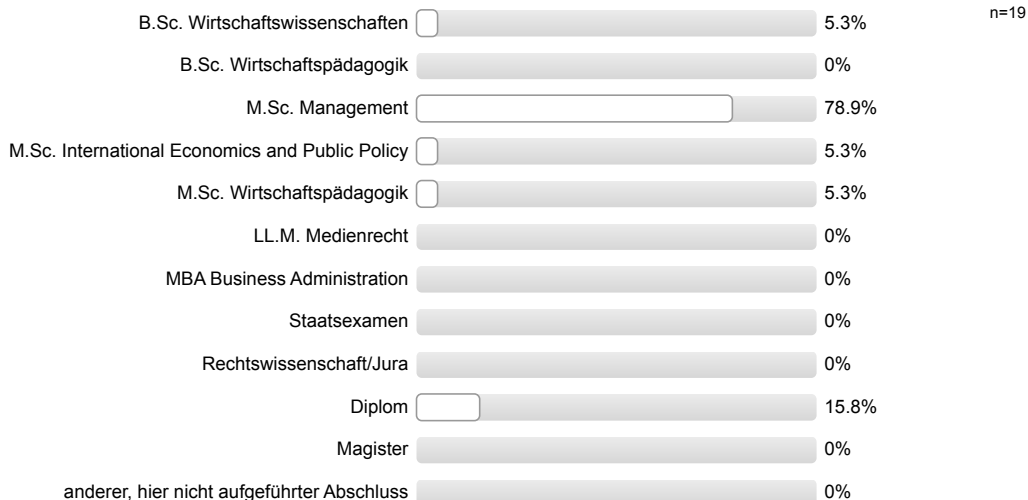 B.Sc. Wirtschaftswissenschaften 5.3% n=19
B.Sc. Wirtschaftspädagogik 0%
M.Sc. Management 78.9%
M.Sc. International Economics and Public Policy 5.3%
M.Sc. Wirtschaftspädagogik 5.3%
LL.M. Medienrecht 0%
MBA Business Administration 0%
Staatsexamen 0%
Rechtswissenschaft/Jura 0%
Diplom 15.8%
Magister 0%
anderer, hier nicht aufgeführter Abschluss 0%